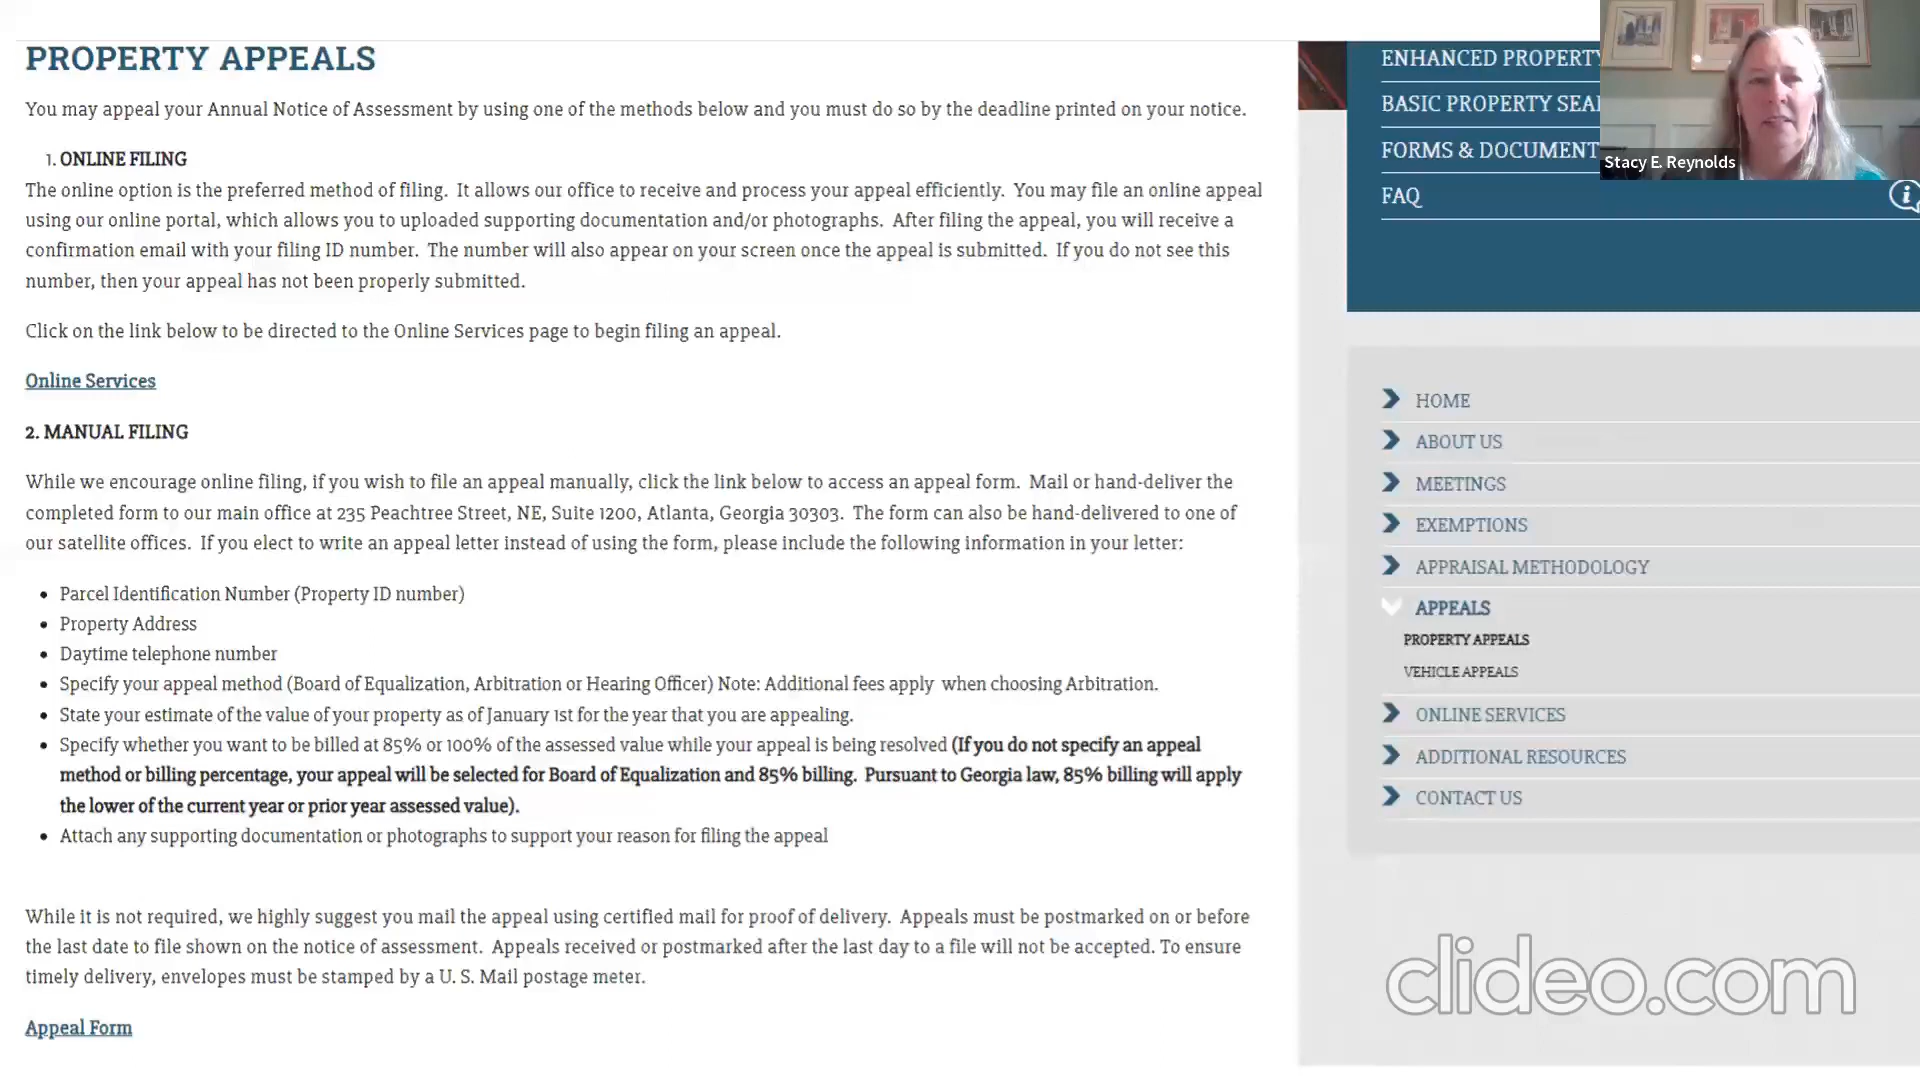 PROPERTY APPEALS
You may appeal your Annual Notice of Assessment by using one of the methods below and you must do so by the deadline printed on your notice.
1. ONLINE FILING
The online option is the preferred method of filing. It allows our office to receive and process your appeal efficiently. You may file an online appeal
using our online portal, which allows you to uploaded supporting documentation and/or photographs. After filing the appeal, you will receive a
confirmation email with your filing ID number. The number will also appear on your screen once the appeal is submitted. If you do not see this
number, then your appeal has not been properly submitted.
Click on the link below to be directed to the Online Services page to begin filing an appeal.
Online Services
2. MANUAL FILING
While we encourage online filing, if you wish to file an appeal manually, click the link below to access an appeal form. Mail or hand-deliver the
completed form to our main office at 235 Peachtree Street, NE, Suite 1200, Atlanta, Georgia 30303. The form can also be hand-delivered to one of
our satellite offices. If you elect to write an appeal letter instead of using the form, please include the following information in your letter:
• Parcel Identification Number (Property ID number)
• Property Address
• Daytime telephone number
• Specify your appeal method (Board of Equalization, Arbitration or Hearing Officer) Note: Additional fees apply when choosing Arbitration.
• State your estimate of the value of your property as of January 1st for the year that you are appealing.
• Specify whether you want to be billed at 85% or 100% of the assessed value while your appeal is being resolved (If you do not specify an appeal
method or billing percentage, your appeal will be selected for Board of Equalization and 85% billing. Pursuant to Georgia law, 85% billing will apply
the lower of the current year or prior year assessed value).
• Attach any supporting documentation or photographs to support your reason for filing the appeal
While it is not required, we highly suggest you mail the appeal using certified mail for proof of delivery. Appeals must be postmarked on or before
the last date to file shown on the notice of assessment. Appeals received or postmarked after the last day to a file will not be accepted. To ensure
timely delivery, envelopes must be stamped by a U. S. Mail postage meter.
Appeal Form
ENHANCED PROPERTY
BASIC PROPERTY SEA
FORMS & DOCUMENT
FAQ
Stacy E. Reynolds
HOME
ABOUT US
MEETINGS
EXEMPTIONS
APPRAISAL METHODOLOGY
APPEALS
PROPERTY APPEALS
VEHICLE APPEALS
ONLINE SERVICES
ADDITIONAL RESOURCES
CONTACT US
clideo.com